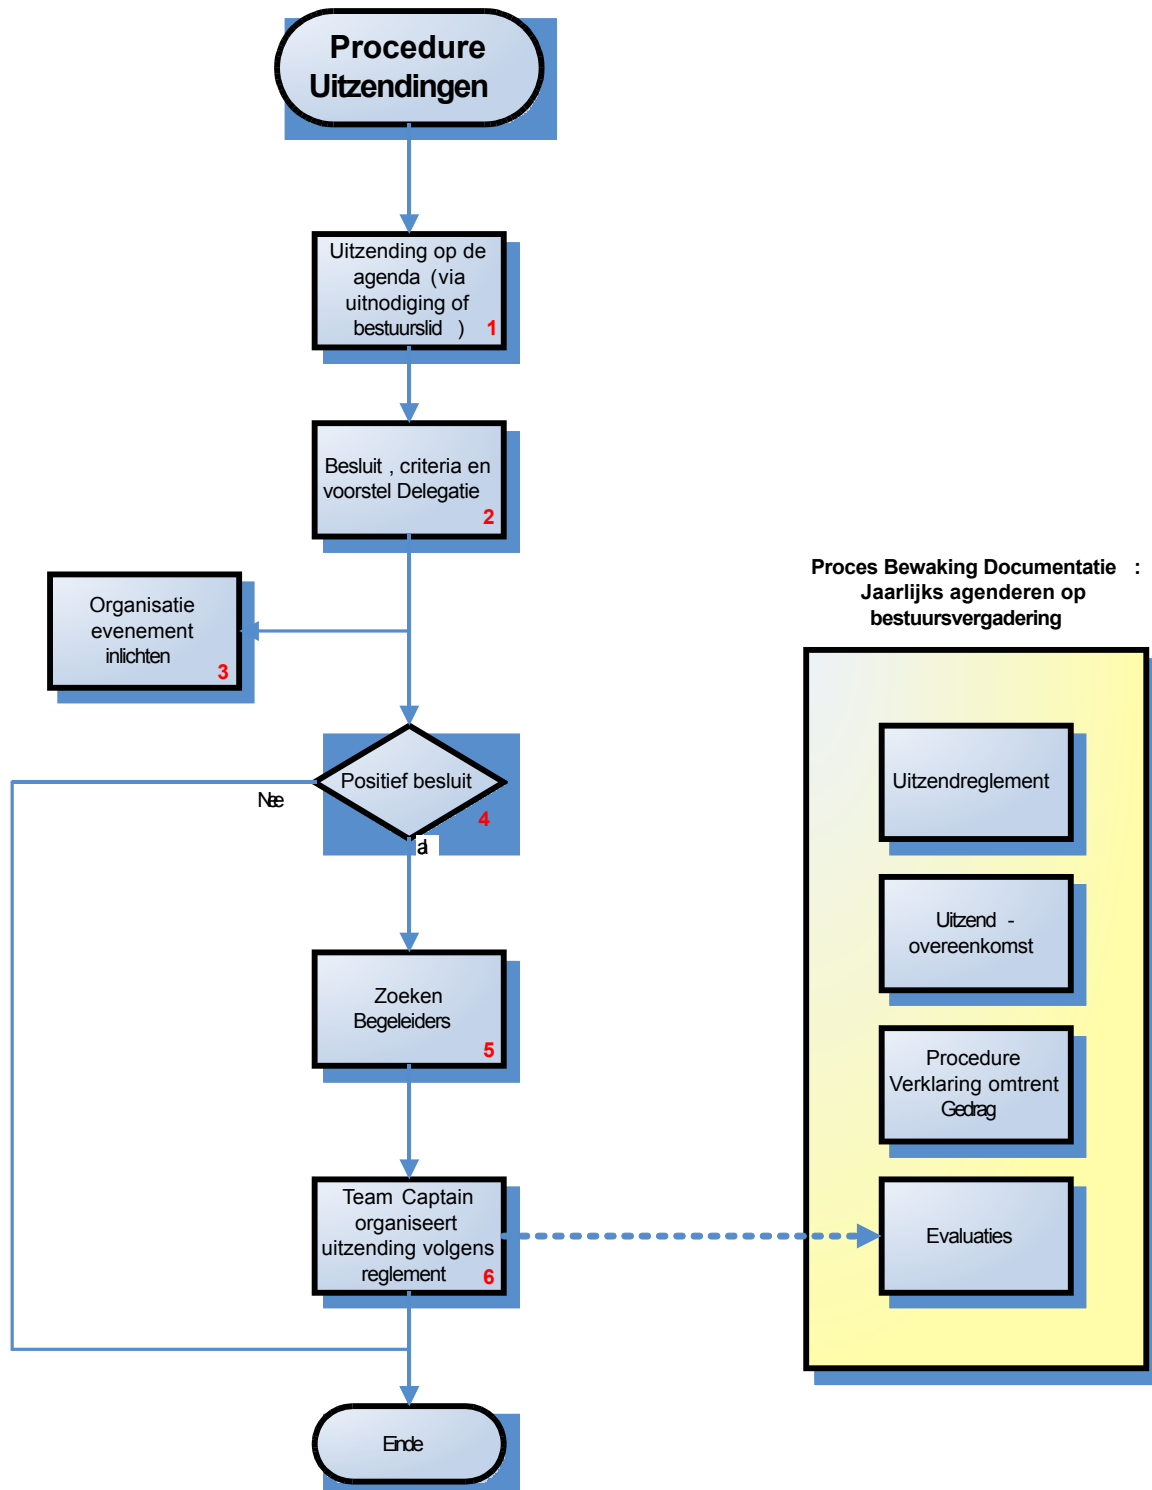 Procedure
Uitzendingen
Uitzending op de
agenda (via
uitnodiging of
bestuurslid )
1
Besluit , criteria en
voorstel Delegatie
2
Organisatie
evenement
inlichten
3
Positief besluit
4
Nee
Ja
Zoeken
Begeleiders
5
Team Captain
organiseert
uitzending volgens
reglement
6
Einde
Proces Bewaking Documentatie :
Jaarlijks agenderen op
bestuursvergadering
Uitzendreglement
Uitzend -
overeenkomst
Procedure
Verklaring omtrent
Gedrag
Evaluaties